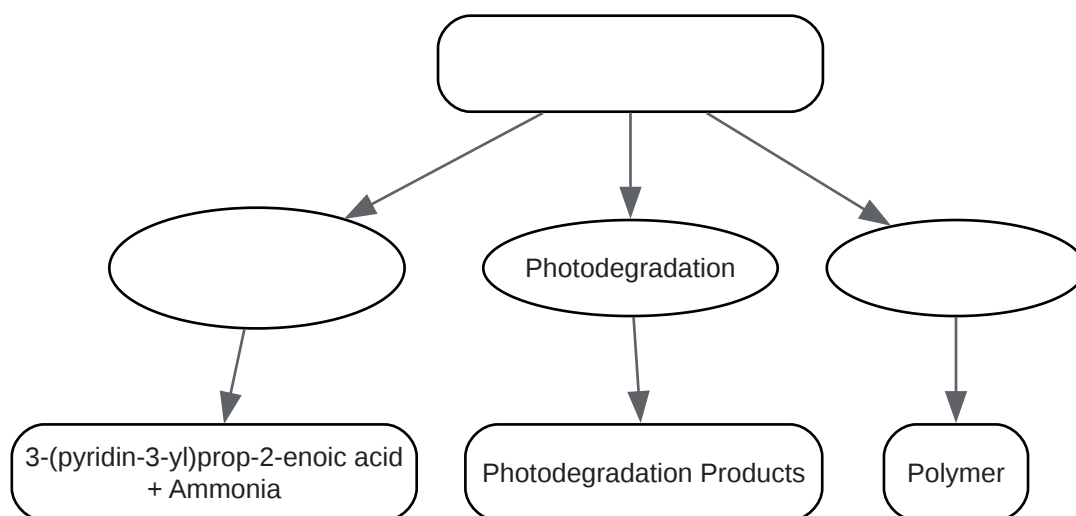 Photodegradation
3-(pyridin-3-yl)prop-2-enoic acid
+ Ammonia
Photodegradation Products
Polymer